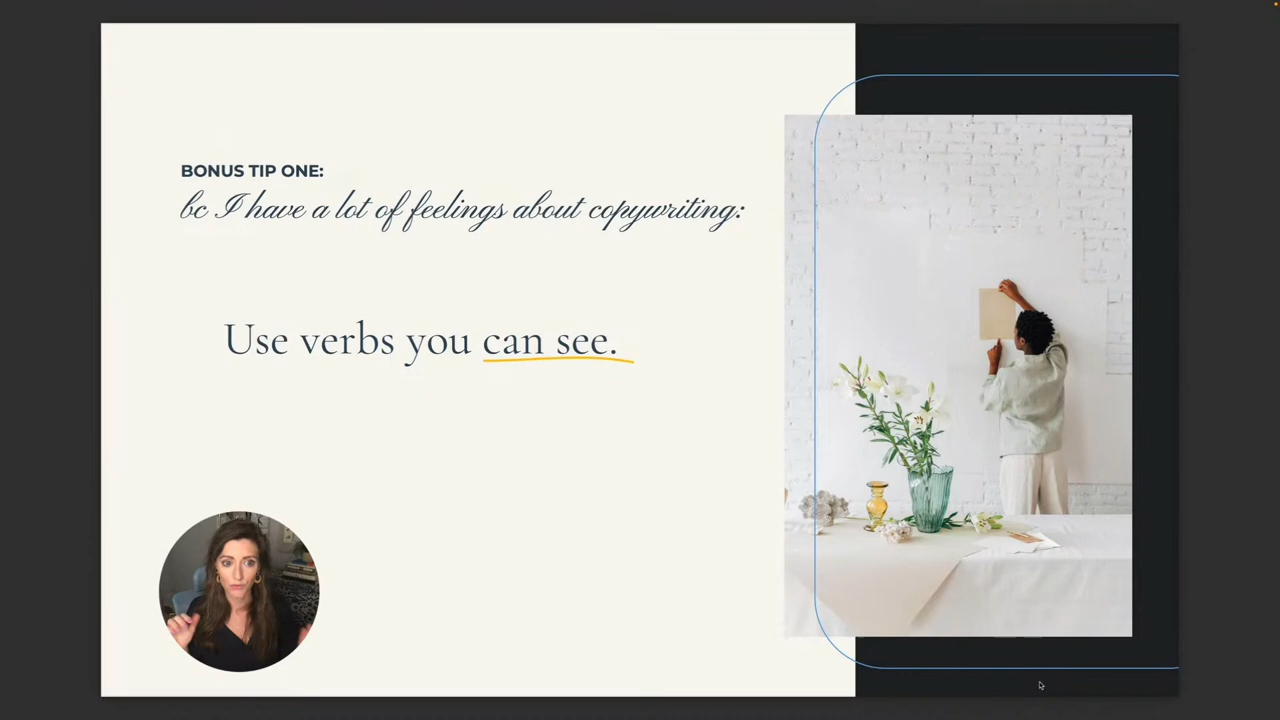 BONUS TIP ONE:
bc I have a lot of feelings about copywriting:
Use verbs you can see.